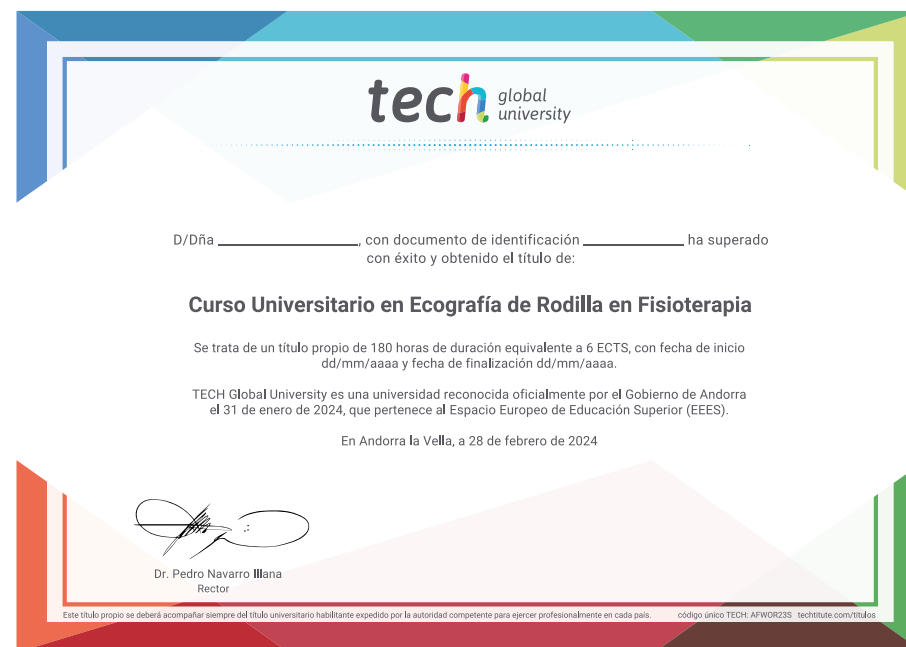 tech global university
D/Dña ____________________, con documento de identificación ______________ ha superado
con éxito y obtenido el título de:
Curso Universitario en Ecografía de Rodilla en Fisioterapia
Se trata de un título propio de 180 horas de duración equivalente a 6 ECTS, con fecha de inicio
dd/mm/aaaa y fecha de finalización dd/mm/aaaa.
TECH Global University es una universidad reconocida oficialmente por el Gobierno de Andorra
el 31 de enero de 2024, que pertenece al Espacio Europeo de Educación Superior (EEES).
En Andorra la Vella, a 28 de febrero de 2024
Dr. Pedro Navarro Illana
Rector
Este título propio se deberá acompañar siempre del título universitario habilitante expedido por la autoridad competente para ejercer profesionalmente en cada país. código único TECH: AFWOR23S techtitute.com/titulos